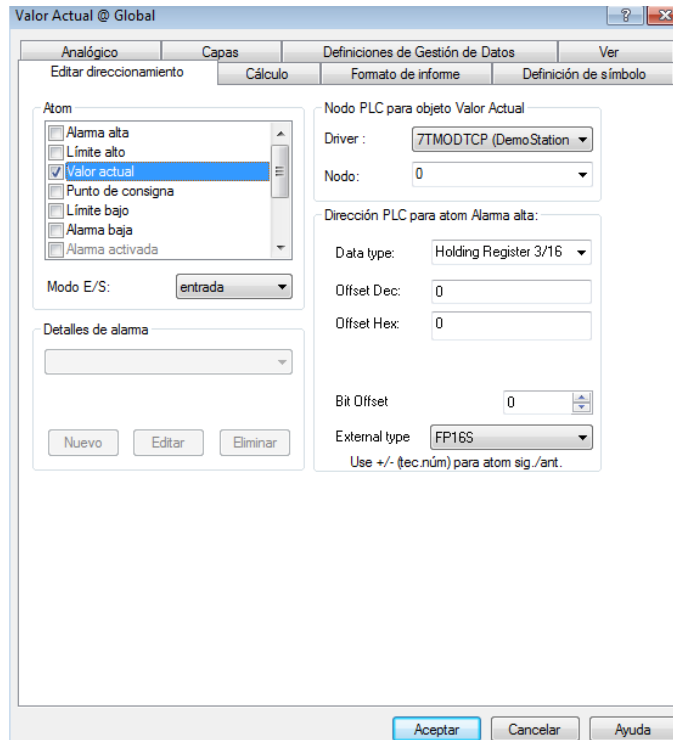 Valor Actual @ Global
Analógico Capas Definiciones de Gestión de Datos Ver
Editar direccionamiento Cálculo Formato de informe Definición de símbolo
Atom
Alarma alta
Límite alto
Valor actual
Punto de consigna
Límite bajo
Alarma baja
Alarma activada
Modo E/S: entrada
Detalles de alarma
Nuevo Editar Eliminar
Nodo PLC para objeto Valor Actual
Driver : 7TMODTCP (DemoStation
Nodo: 0
Dirección PLC para atom Alarma alta:
Data type: Holding Register 3/16
Offset Dec: 0
Offset Hex: 0
Bit Offset 0
External type FP16S
Use +/- (tec.núm) para atom sig./ant.
Aceptar Cancelar Ayuda